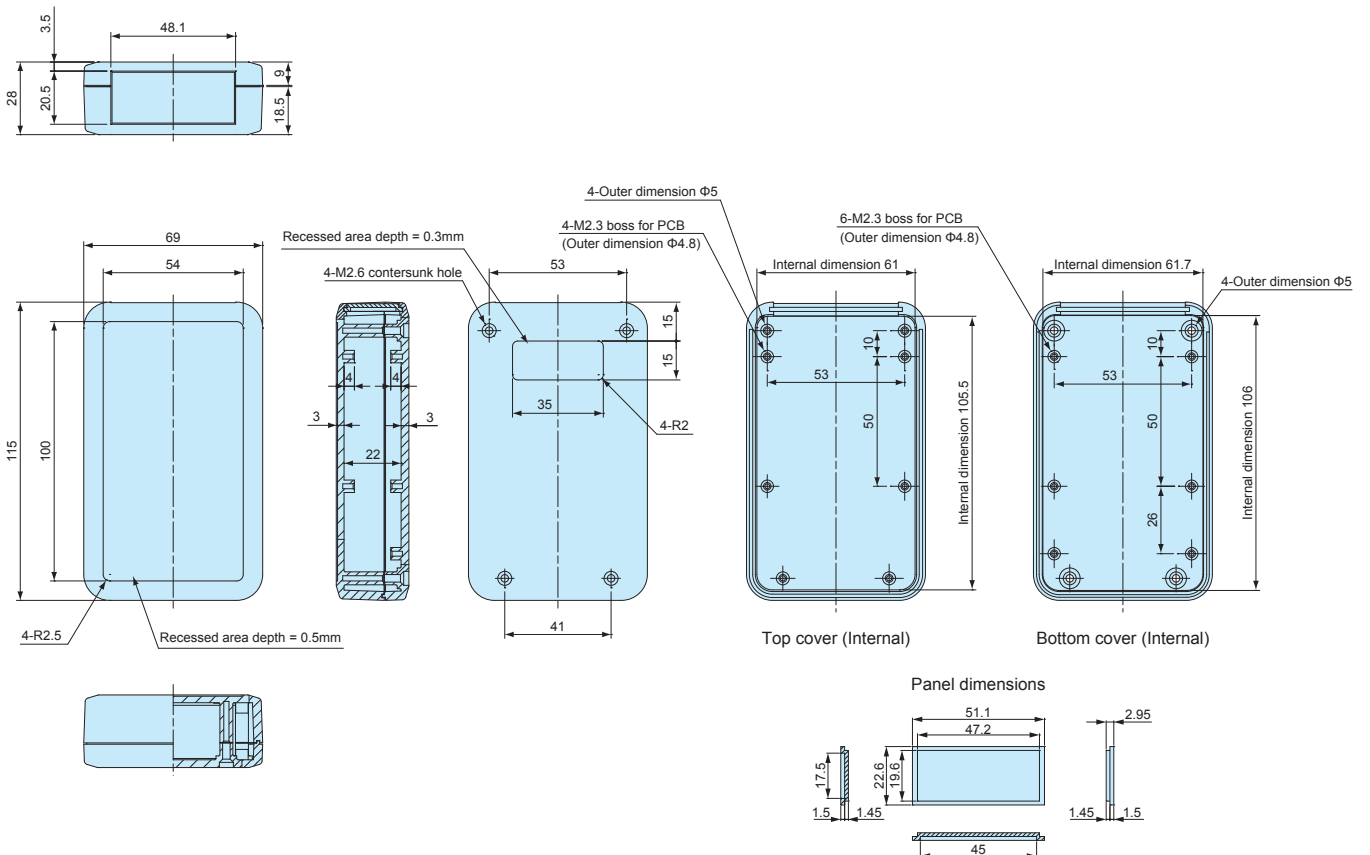 3.5
48.1
28
20.5
9
18.5
4-Outer dimension Φ5
4-M2.3 boss for PCB
(Outer dimension Φ4.8)
6-M2.3 boss for PCB
(Outer dimension Φ4.8)
Recessed area depth = 0.3mm
4-M2.6 contersunk hole
69
54
53
Internal dimension 61
Internal dimension 61.7
4-Outer dimension Φ5
15
15
10
10
4
4
53
53
35
4-R2
3
3
22
50
50
115
100
Internal dimension 105.5
Internal dimension 106
26
41
4-R2.5
Recessed area depth = 0.5mm
Top cover (Internal)
Bottom cover (Internal)
Panel dimensions
51.1
47.2
2.95
17.5
22.6
19.6
1.5
1.45
1.45
1.5
45